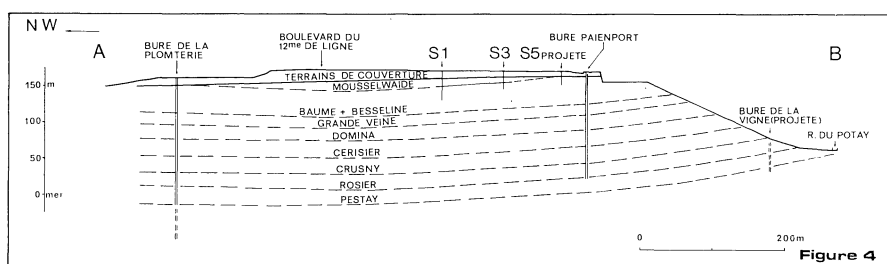 NW
A
BURE DE LA
PLOMTERIE
BOULEVARD DU
12me DE LIGNE
S1
S3
S5 PROJETE
BURE PAIENPORT
B
TERRAINS DE COUVERTURE
MOUSSELWAIDE
150 m
BAUME + BESSELINE
GRANDE VEINE
100
DOMINA
BURE DE LA
VIGNE (PROJETE)
R. DU POTAY
CERISIER
50
CRUSNY
ROSIER
0 mer
PESTAY
0
200m
Figure 4